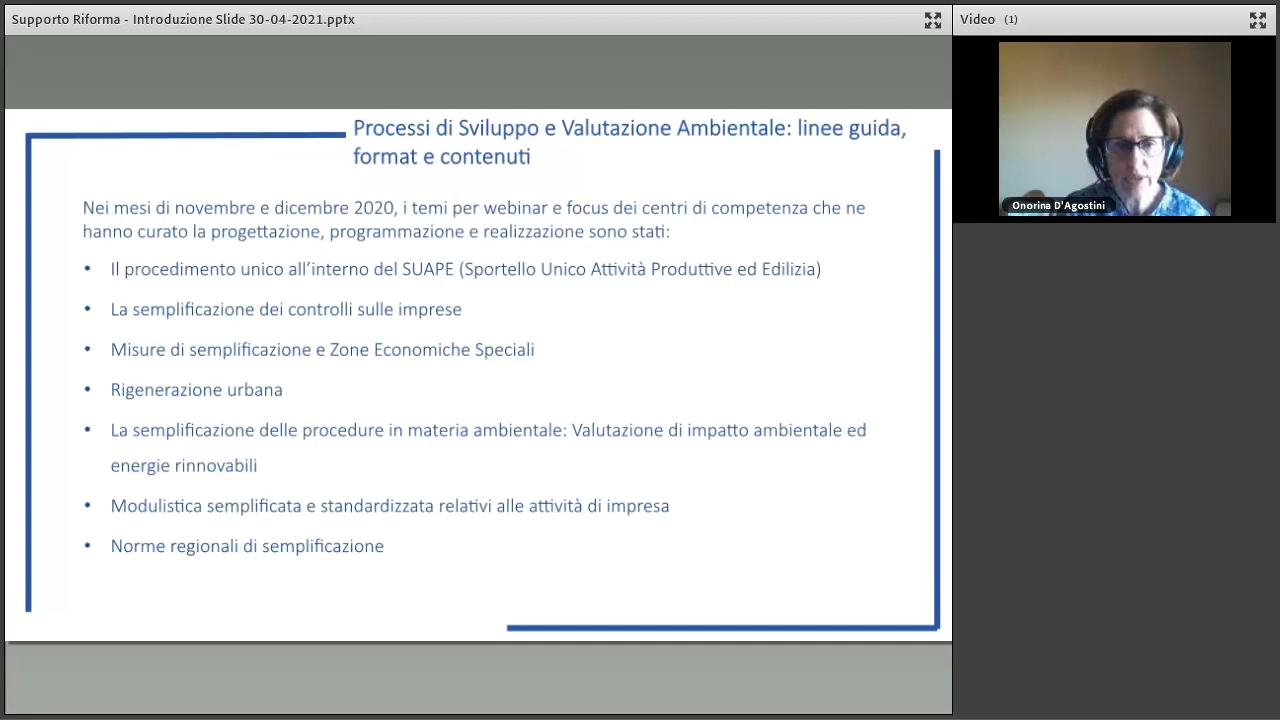 Supporto Riforma - Introduzione Slide 30-04-2021.pptx
Video (1)
Processi di Sviluppo e Valutazione Ambientale: linee guida,
format e contenuti
Nei mesi di novembre e dicembre 2020, i temi per webinar e focus dei centri di competenza che ne
hanno curato la progettazione, programmazione e realizzazione sono stati:
• Il procedimento unico all’interno del SUAPE (Sportello Unico Attività Produttive ed Edilizia)
• La semplificazione dei controlli sulle imprese
• Misure di semplificazione e Zone Economiche Speciali
• Rigenerazione urbana
• La semplificazione delle procedure in materia ambientale: Valutazione di impatto ambientale ed
energie rinnovabili
• Modulistica semplificata e standardizzata relativi alle attività di impresa
• Norme regionali di semplificazione
Onorina D'Agostini